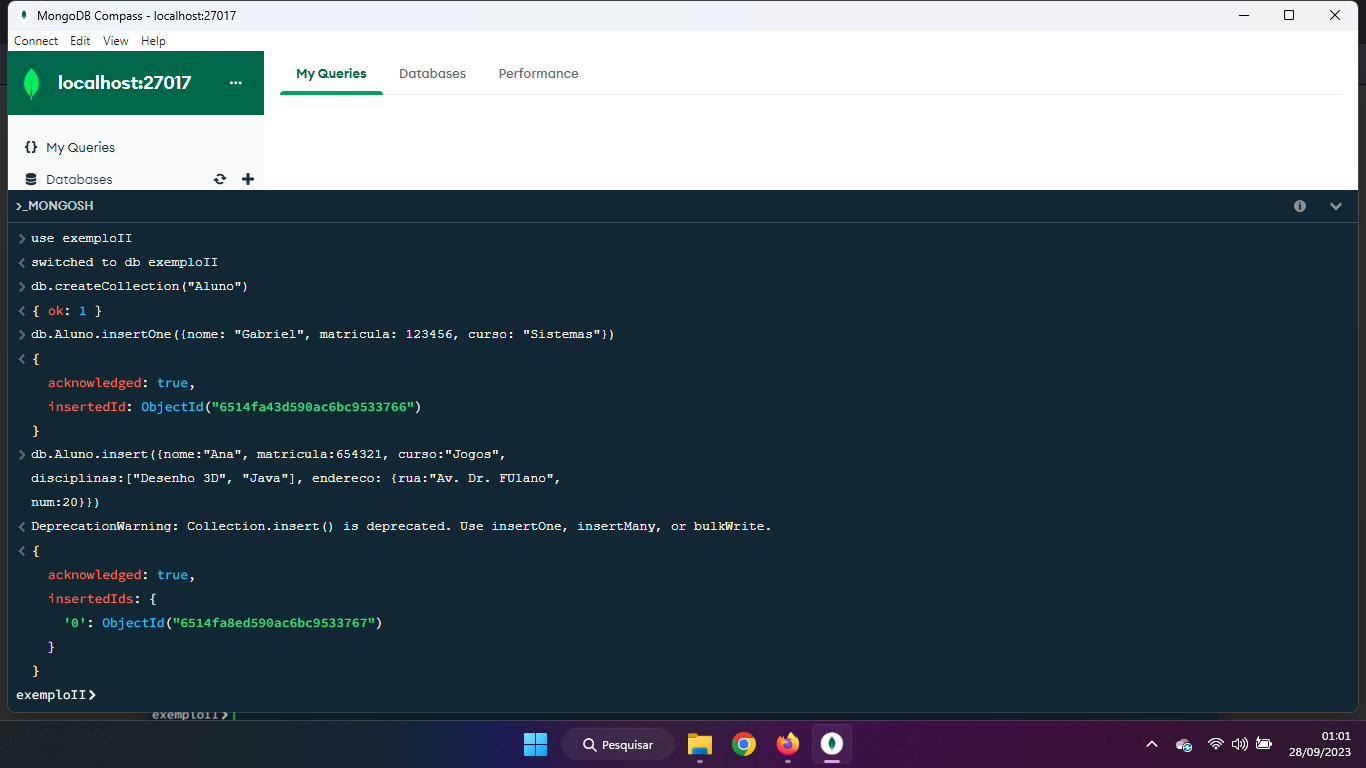 MongoDB Compass - localhost:27017
Connect Edit View Help
localhost:27017 ...
My Queries Databases Performance
{} My Queries
Databases
>_MONGOSH
> use exemploII
< switched to db exemploII
> db.createCollection("Aluno")
< { ok: 1 }
> db.Aluno.insertOne({nome: "Gabriel", matricula: 123456, curso: "Sistemas"})
< {
acknowledged: true,
insertedId: ObjectId("6514fa43d590ac6bc9533766")
}
> db.Aluno.insert({nome:"Ana", matricula:654321, curso:"Jogos",
disciplinas:["Desenho 3D", "Java"], endereco: {rua:"Av. Dr. FUlano",
num:20}})
< DeprecationWarning: Collection.insert() is deprecated. Use insertOne, insertMany, or bulkWrite.
< {
acknowledged: true,
insertedIds: {
'0': ObjectId("6514fa8ed590ac6bc9533767")
}
}
exemploII>
exemploII>
Pesquisar
01:01
28/09/2023